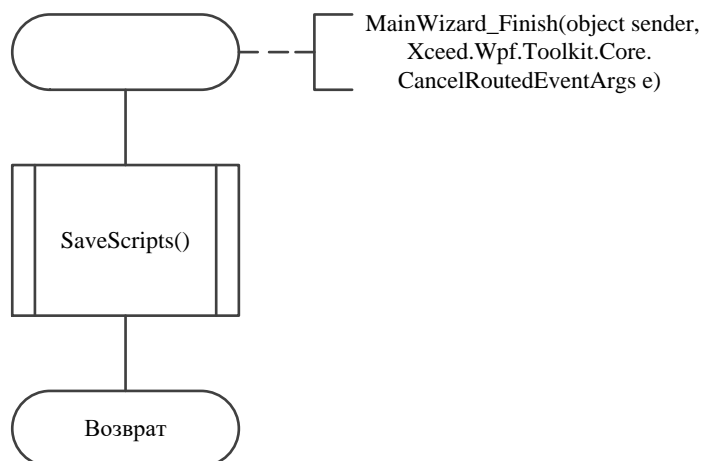 MainWizard_Finish(object sender,
Xceed.Wpf.Toolkit.Core.
CancelRoutedEventArgs e)
SaveScripts()
Возврат